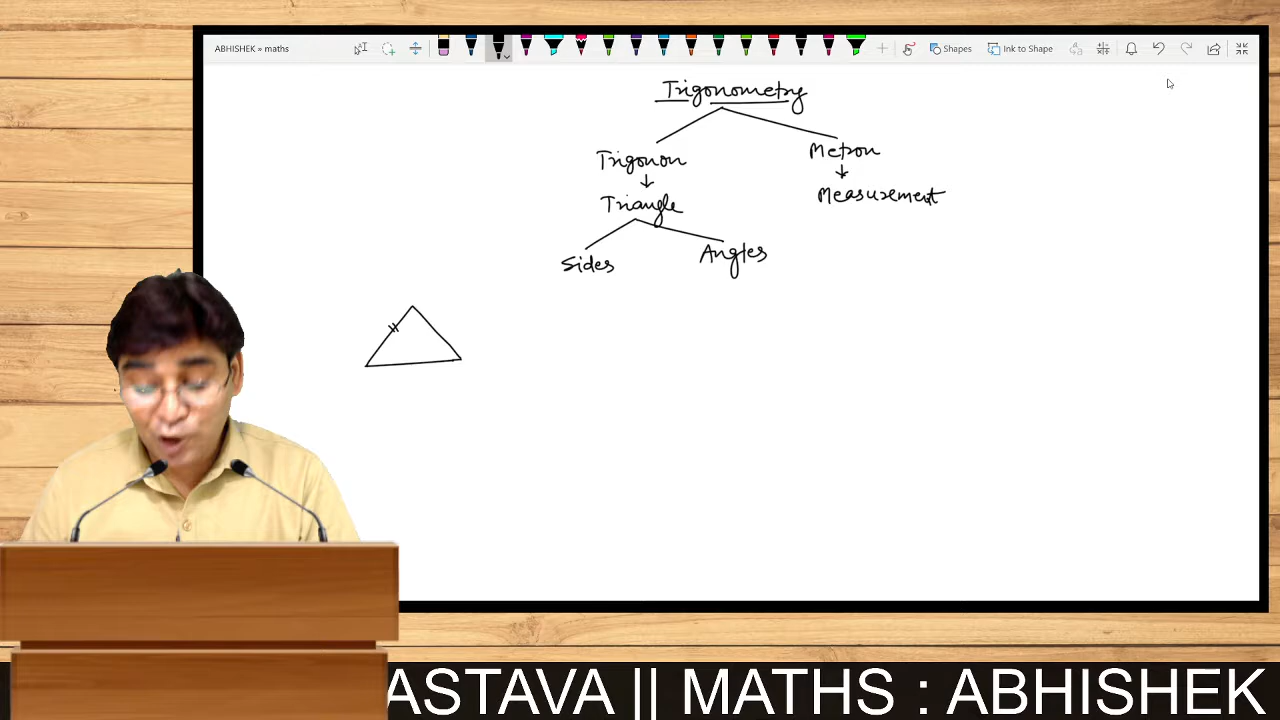 ABHISHEK » maths
Shapes
Ink to Shape
Trigonometry
Trigonon
Metron
Triangle
Measurement
Sides
Angles
ASTAVA || MATHS : ABHISHEK